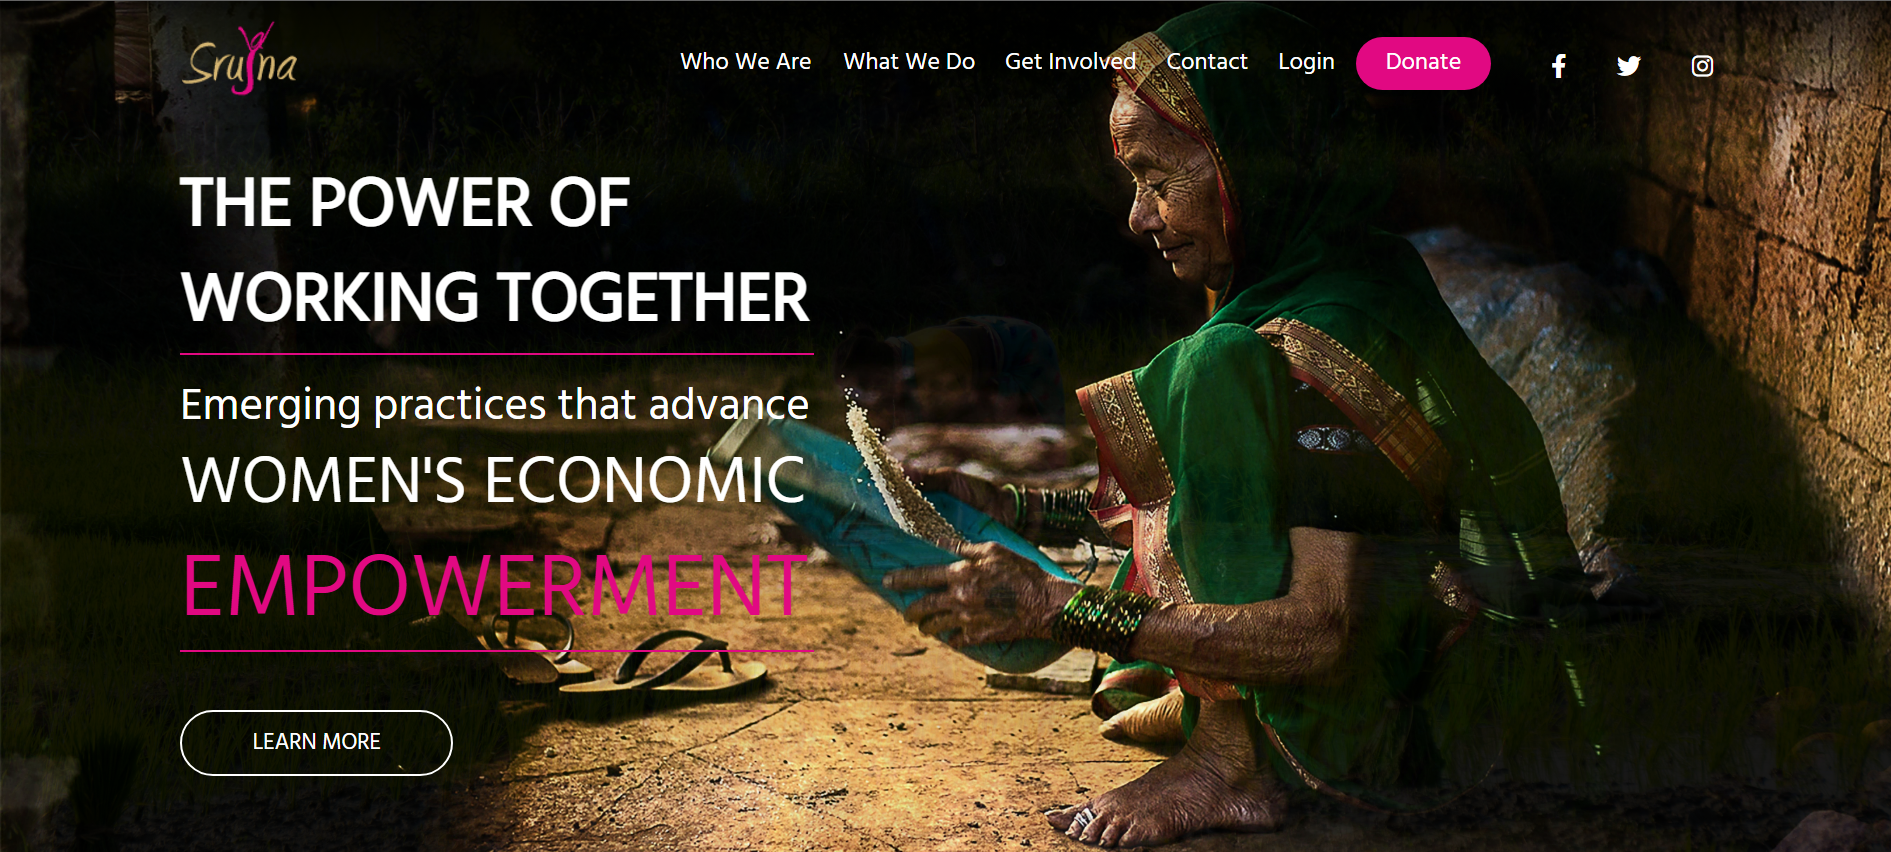 Srujna
Who We Are
What We Do
Get Involved
Contact
Login
Donate
THE POWER OF
WORKING TOGETHER
Emerging practices that advance
WOMEN'S ECONOMIC
EMPOWERMENT
LEARN MORE